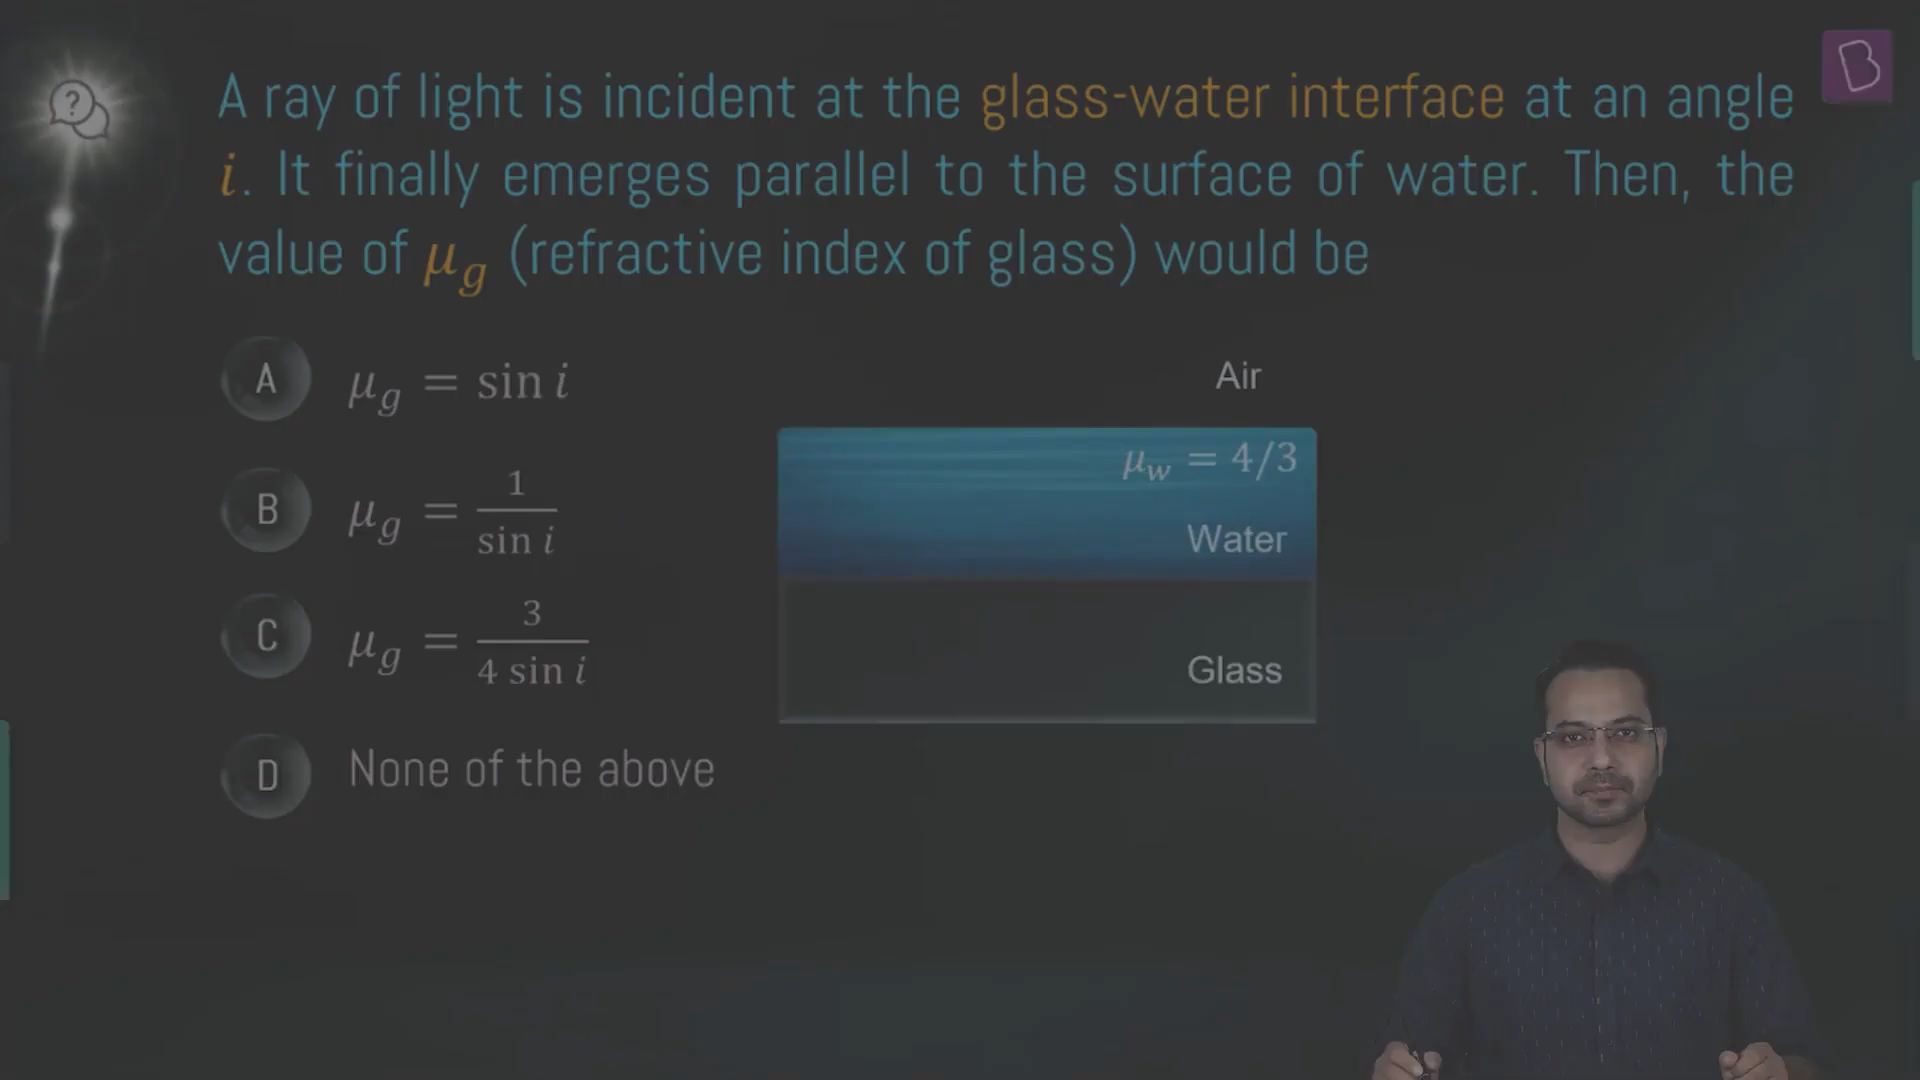 A ray of light is incident at the glass-water interface at an angle
i. It finally emerges parallel to the surface of water. Then, the
value of μg (refractive index of glass) would be
A μg = sin i
B μg = 1/sin i
C μg = 3/4 sin i
D None of the above
Air
μw = 4/3
Water
Glass